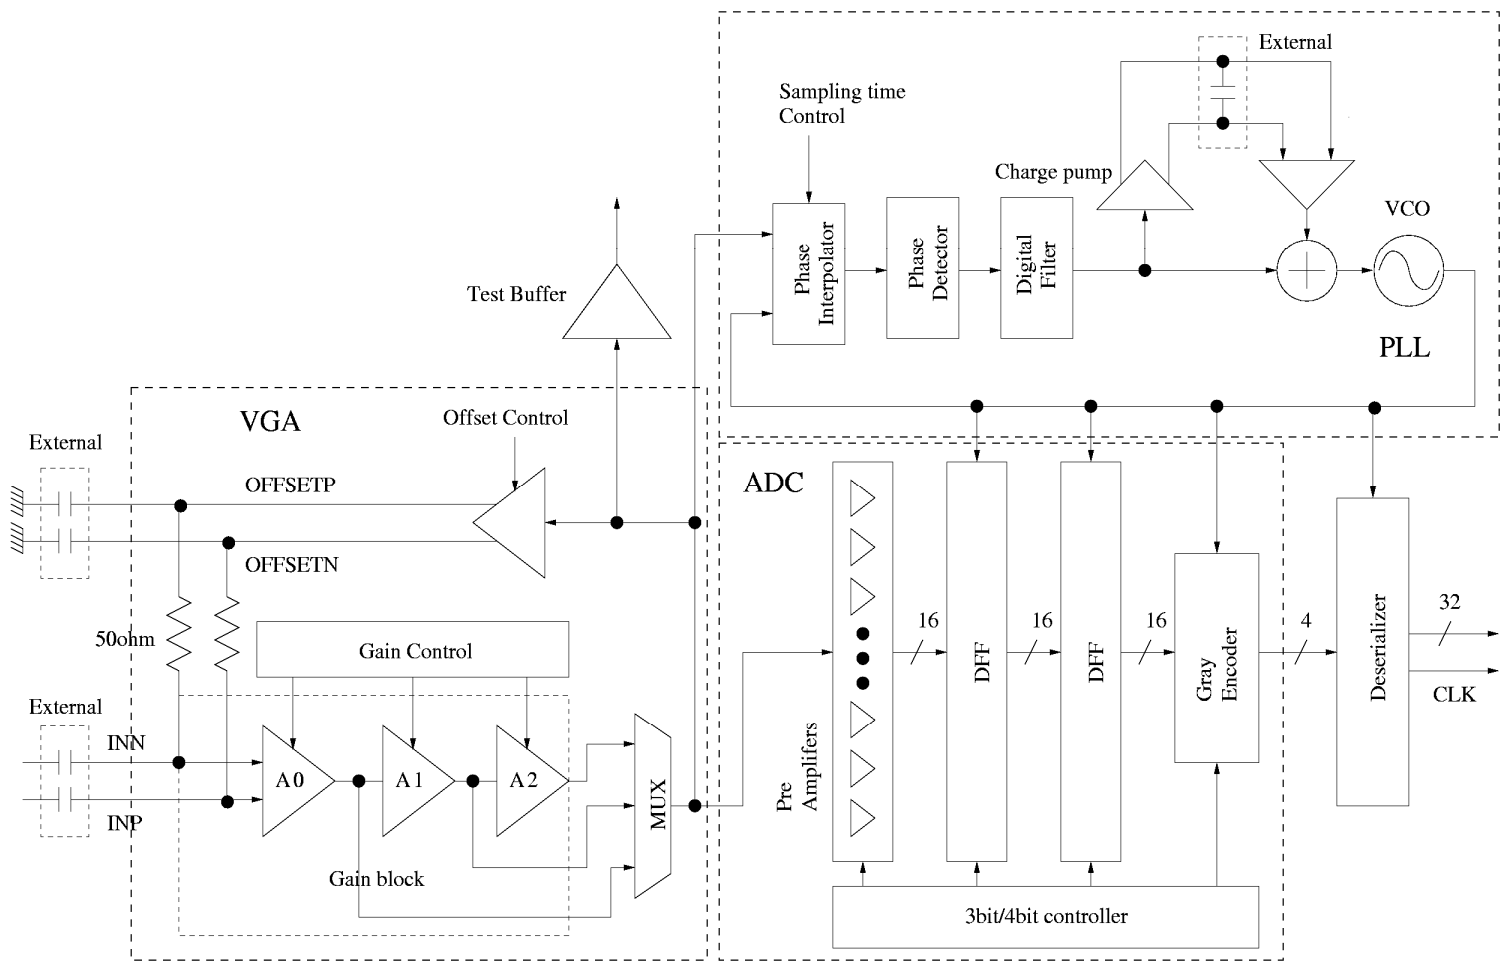 External
Sampling time
Control
Charge pump
VCO
Phase
Interpolator
Phase
Detector
Digital
Filter
PLL
Test Buffer
VGA
Offset Control
External
OFFSETP
OFFSETN
50ohm
Gain Control
External
INN
INP
A0
A1
A2
MUX
Gain block
ADC
Pre
Amplifers
16
DFF
16
DFF
16
Gray
Encoder
4
Deserializer
32
CLK
3bit/4bit controller